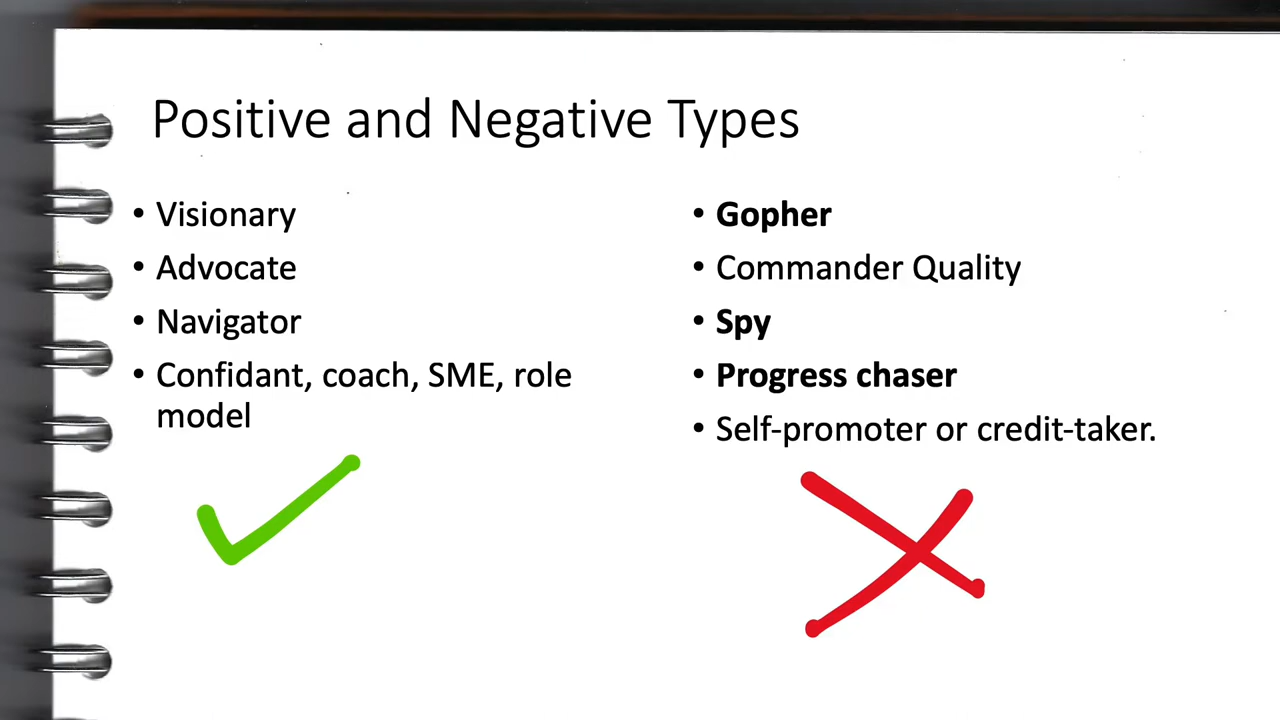 Positive and Negative Types
• Visionary
• Advocate
• Navigator
• Confidant, coach, SME, role
model
• Gopher
• Commander Quality
• Spy
• Progress chaser
• Self-promoter or credit-taker.